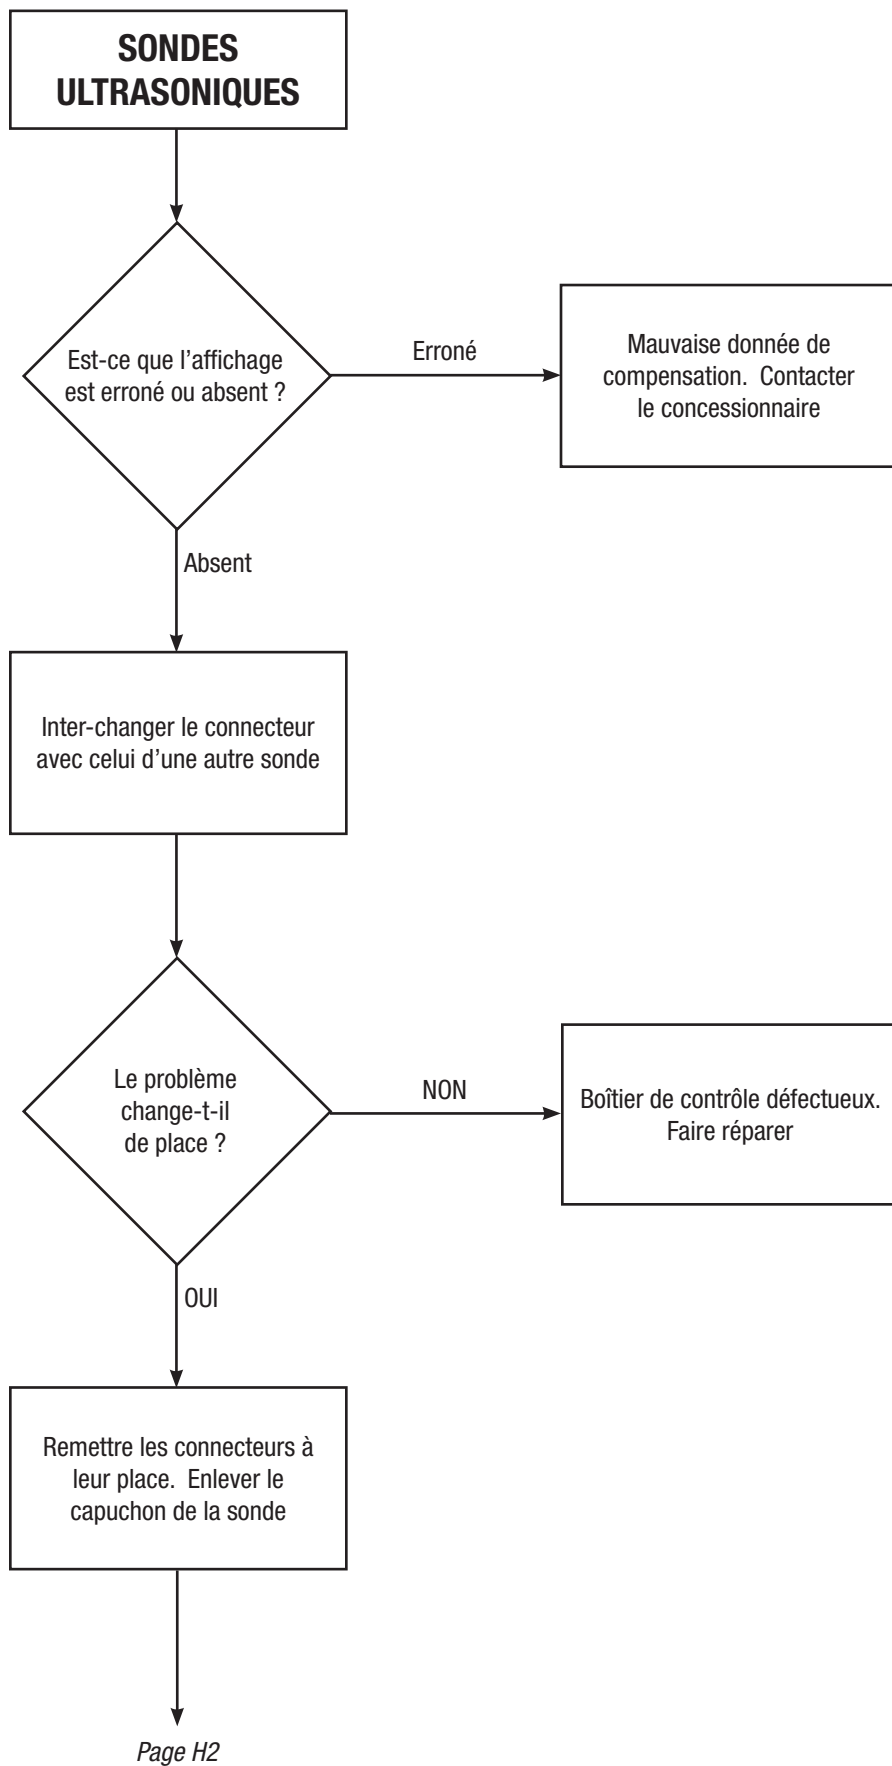 SONDES
ULTRASONIQUES
Est-ce que l'affichage
est erroné ou absent ?
Erroné
Mauvaise donnée de
compensation.  Contacter
le concessionnaire
Absent
Inter-changer le connecteur
avec celui d'une autre sonde
Le problème
change-t-il
de place ?
NON
Boîtier de contrôle défectueux.
Faire réparer
OUI
Remettre les connecteurs à
leur place.  Enlever le
capuchon de la sonde
Page H2